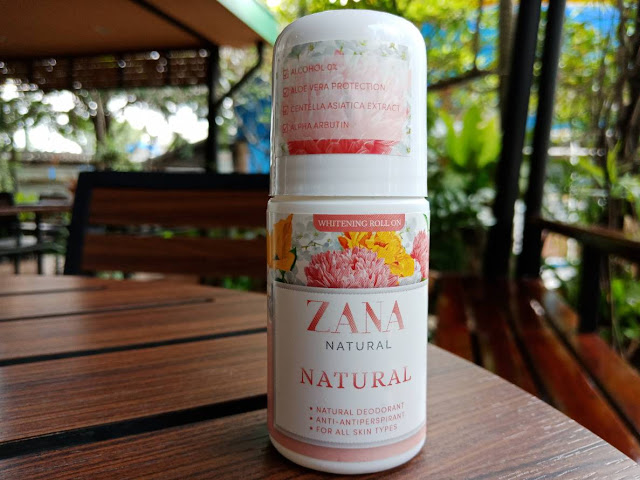 ALCOHOL 0%
ALOE VERA PROTECTION
CENTELLA ASIATICA EXTRACT
ALPHA ARBUTIN
WHITENING ROLL ON
ZANA
NATURAL
NATURAL
• NATURAL DEODORANT
• ANTI-ANTIPERSPIRANT
• FOR ALL SKIN TYPES